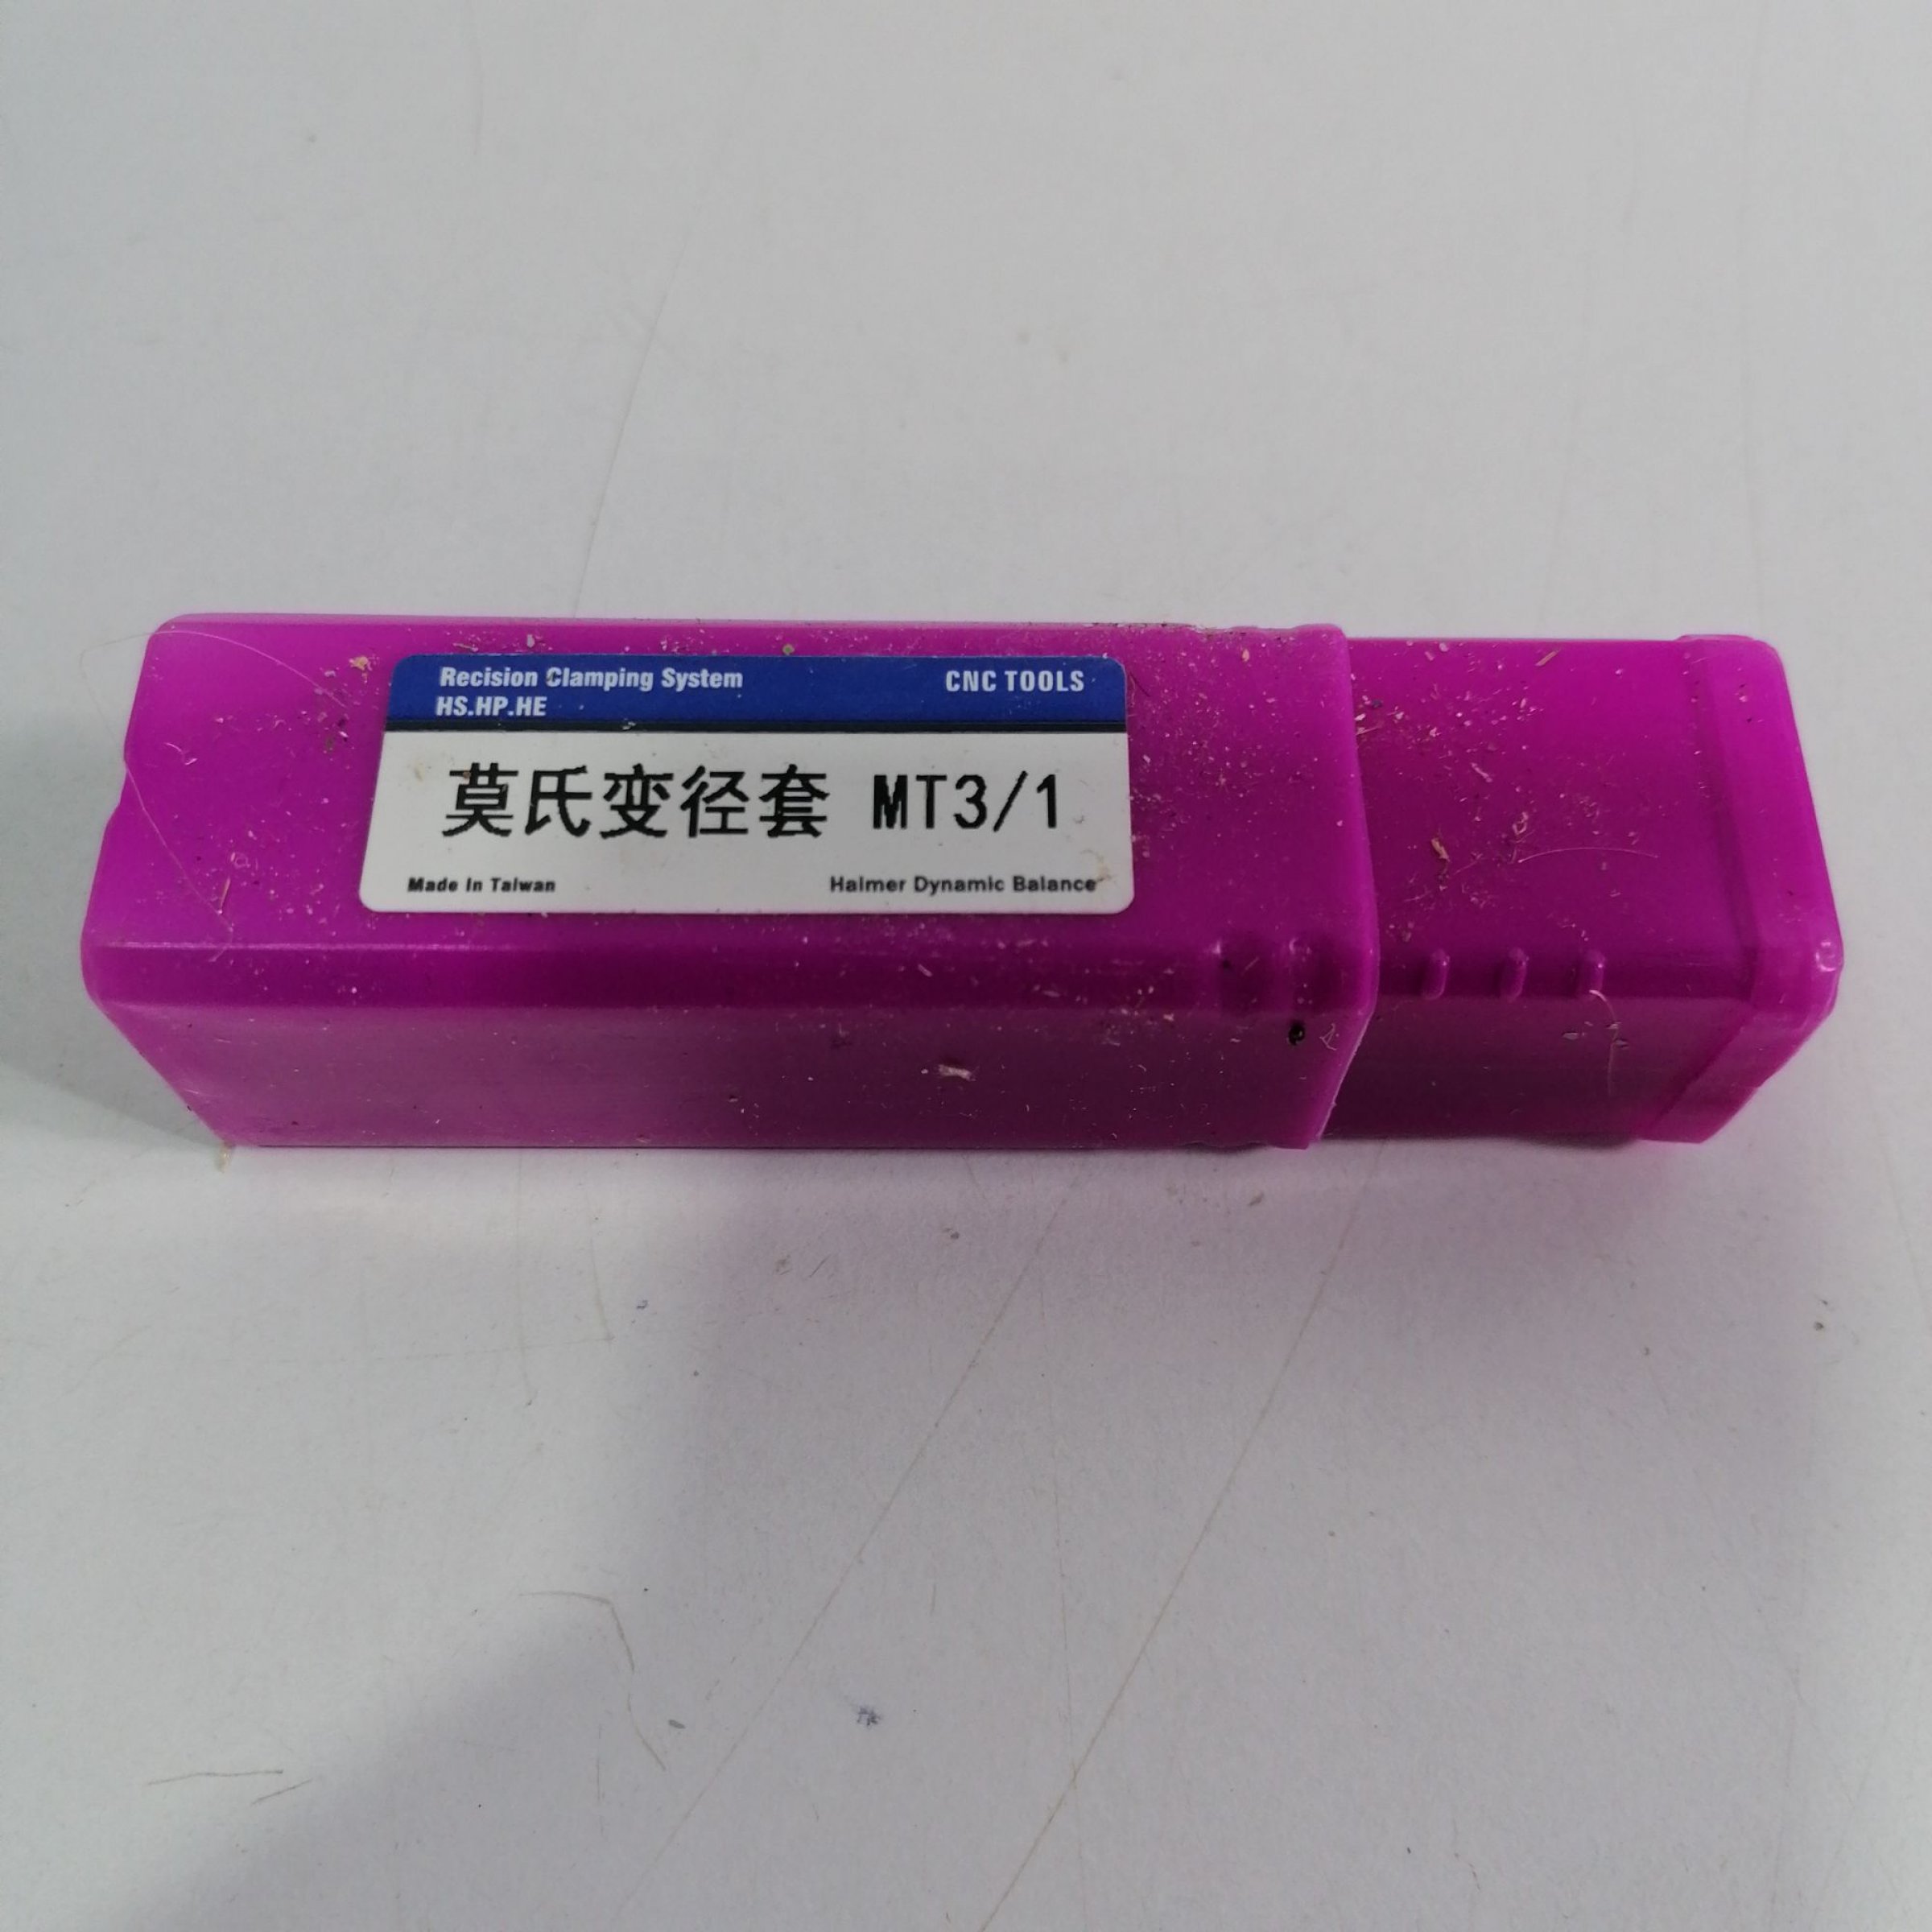 Recision Clamping System CNC TOOLS
HS.HP.HE
莫氏变径套 MT3/1
Made In Taiwan Haimer Dynamic Balance